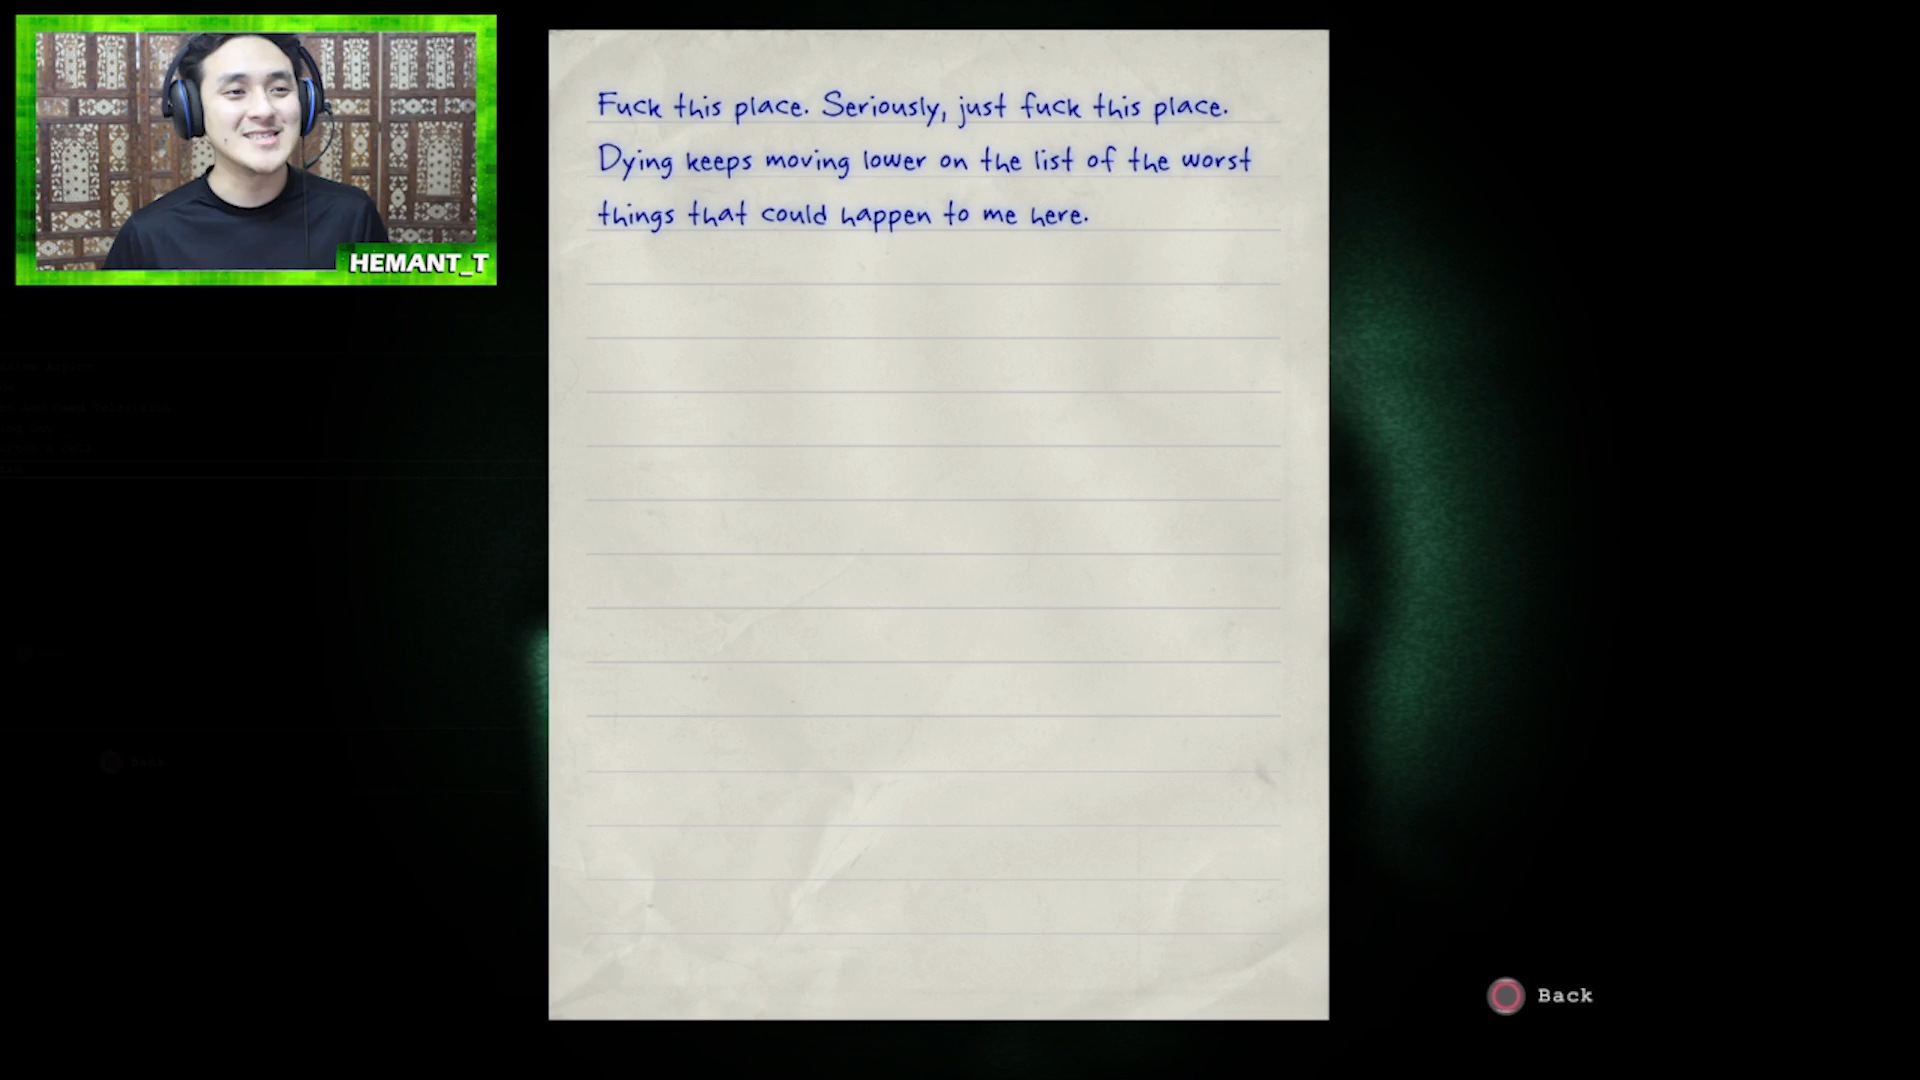 HEMANT_T
Fuck this place. Seriously, just fuck this place.
Dying keeps moving lower on the list of the worst
things that could happen to me here.
Back